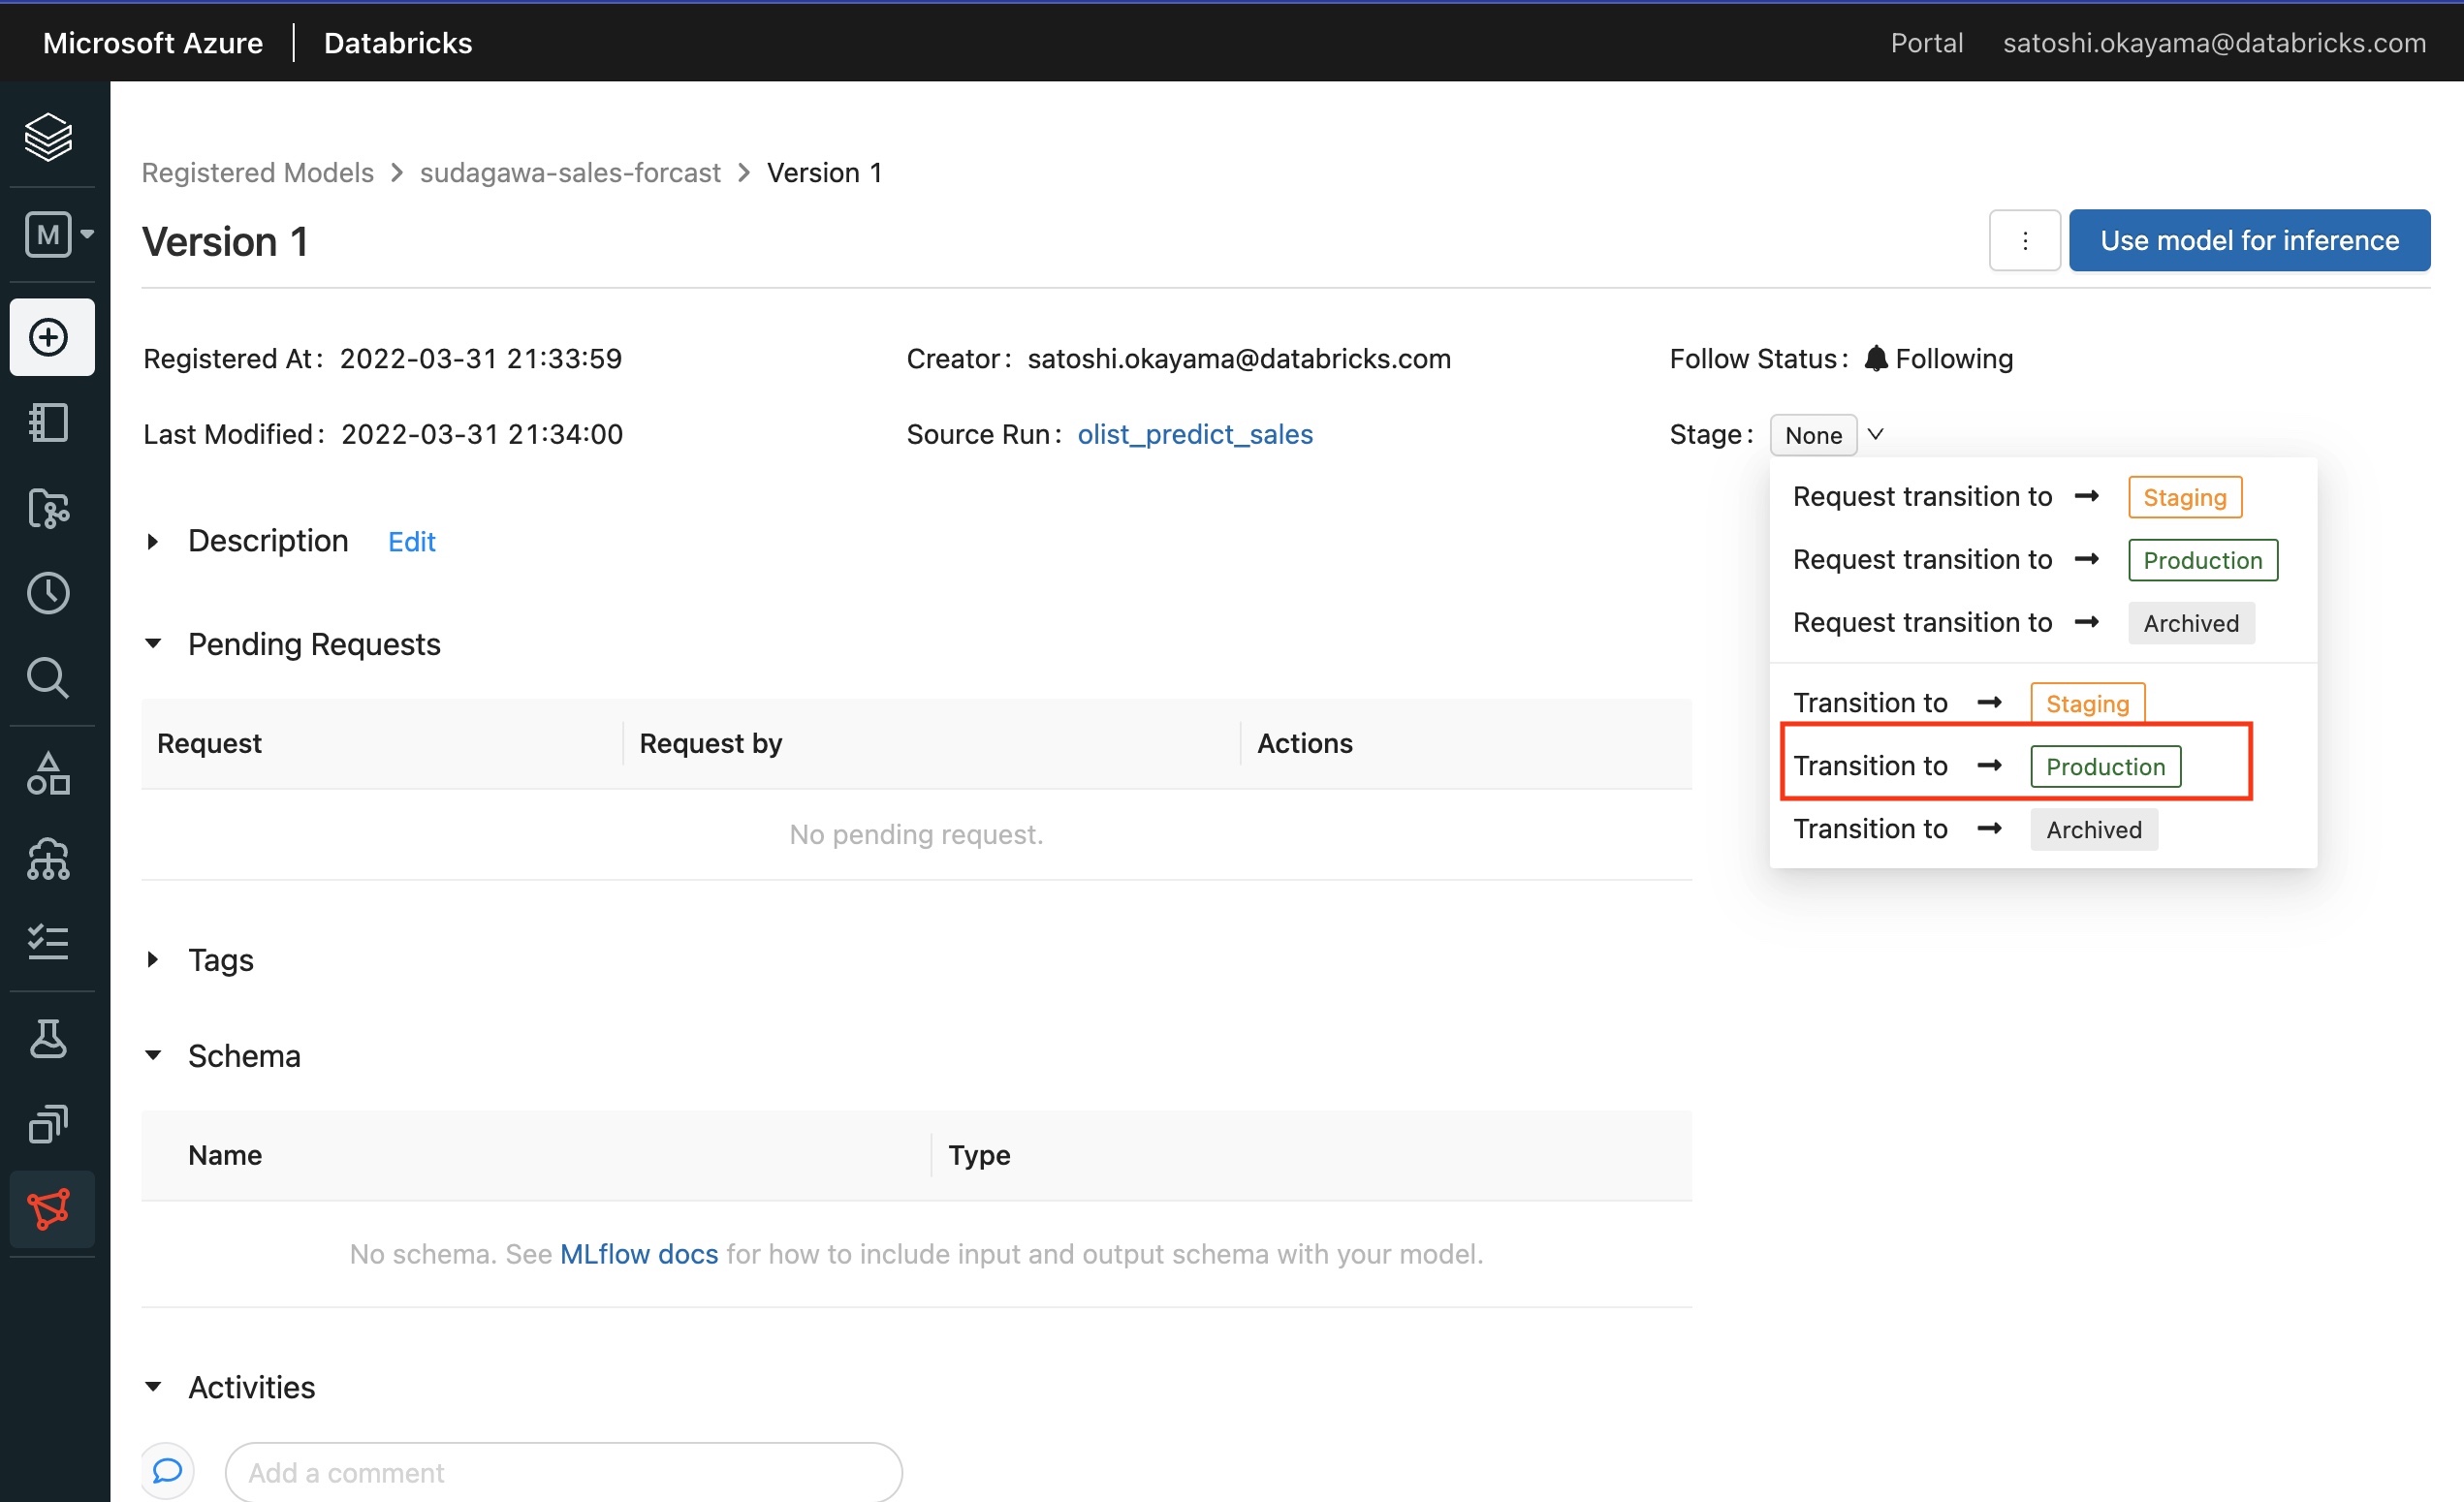 Microsoft Azure | Databricks
Portal satoshi.okayama@databricks.com
M
Registered Models > sudagawa-sales-forcast > Version 1
Version 1
Use model for inference
Registered At: 2022-03-31 21:33:59
Creator: satoshi.okayama@databricks.com
Follow Status: Following
Last Modified: 2022-03-31 21:34:00
Source Run: olist_predict_sales
Stage: None
Request transition to → Staging
Request transition to → Production
Request transition to → Archived
Transition to → Staging
Transition to → Production
Transition to → Archived
Description Edit
Pending Requests
Request Request by Actions
No pending request.
Tags
Schema
Name Type
No schema. See MLflow docs for how to include input and output schema with your model.
Activities
Add a comment